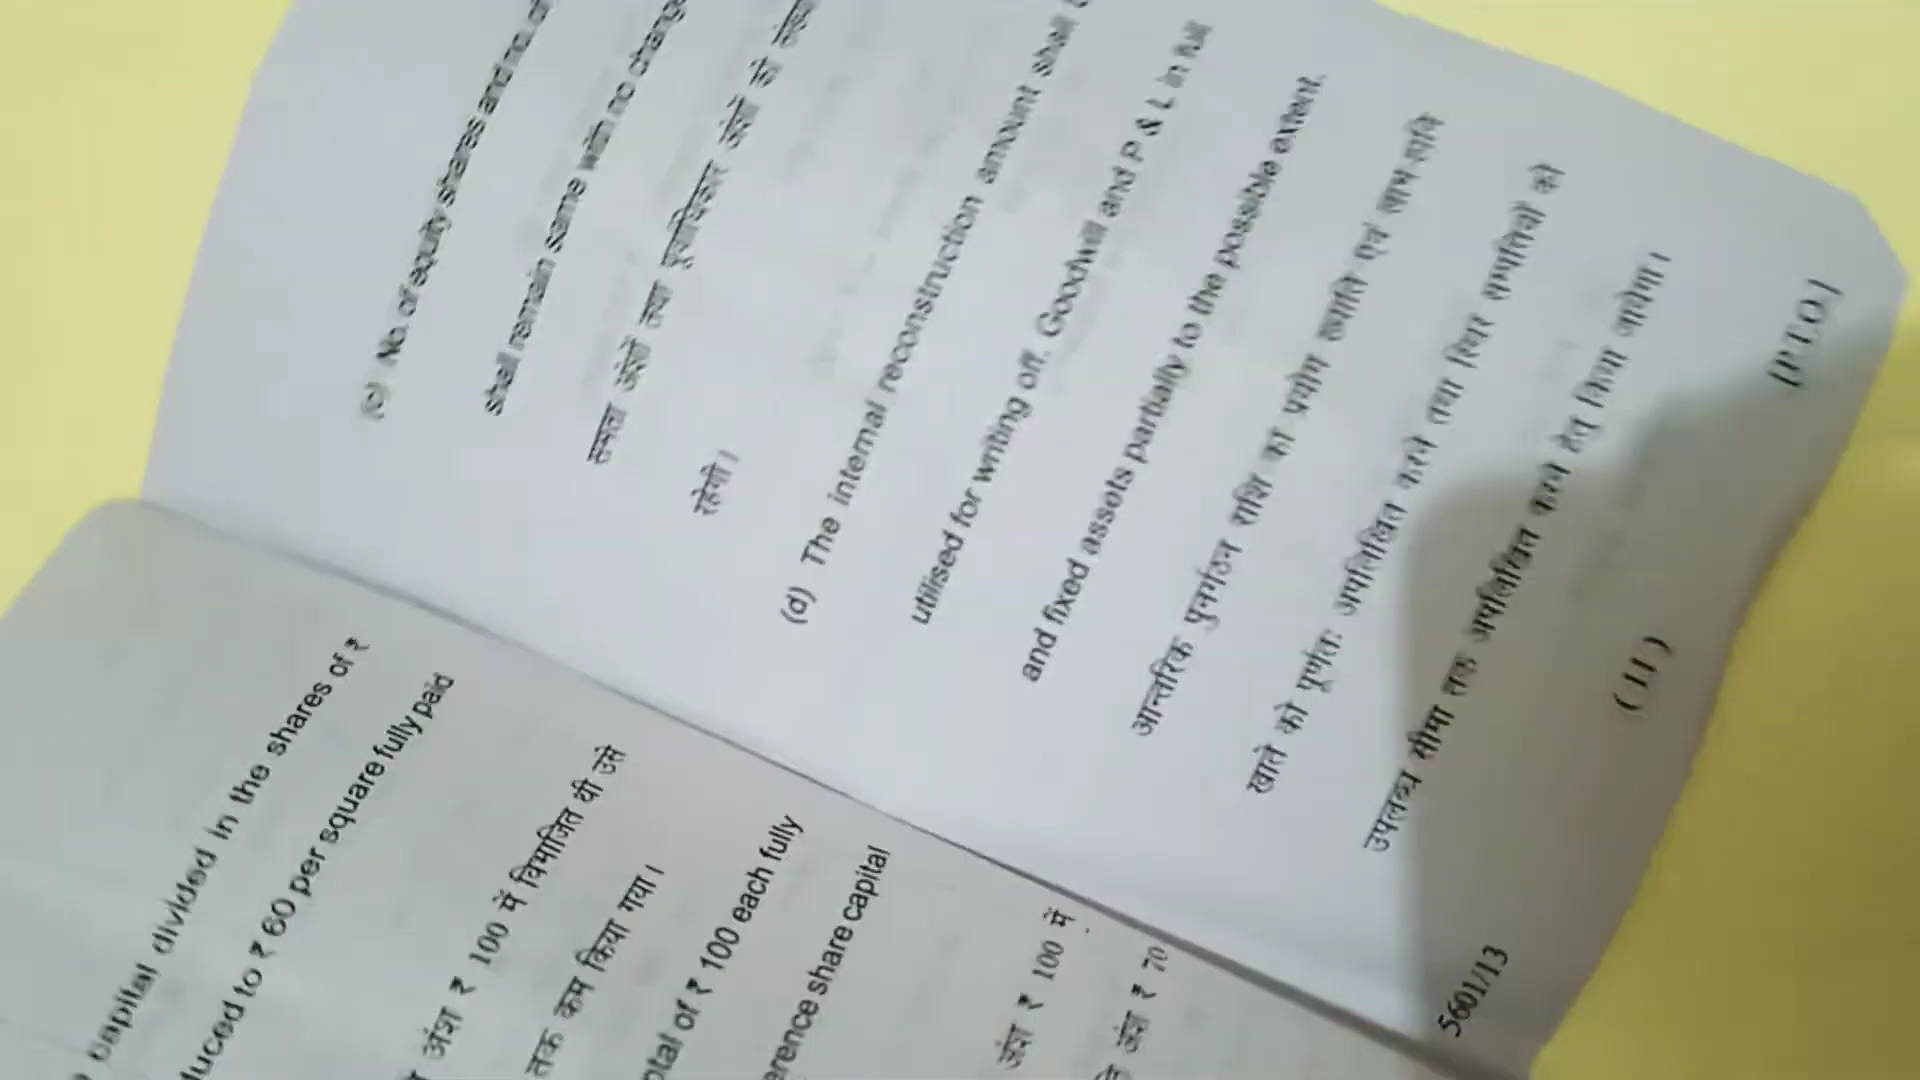 capital divided in the shares of ₹
duced to ₹ 60 per square fully paid
अंश ₹ 100 में विभाजित थी उसे
तक कम किया गया।
of ₹ 100 each fully
erence share capital
अंश ₹ 100 में
अंश ₹ 70
(c) No. of equity shares and no. of
shall remain same with no change
समता अंशों तथा पूर्वाधिकार अंशों की
रहेगी।
(d) The internal reconstruction amount shall
utilised for writing off. Goodwill and P & L in full
and fixed assets partially to the possible extent.
आन्तरिक पुनर्गठन राशि का प्रयोग ख्याति एवं लाभ-हानि
खाते को पूर्णतः अपलिखित करने तथा स्थिर सम्पत्तियों को
उपलब्ध सीमा तक अपलिखित करने हेतु किया जायेगा।
5601/13
(11)
[P.T.O.]